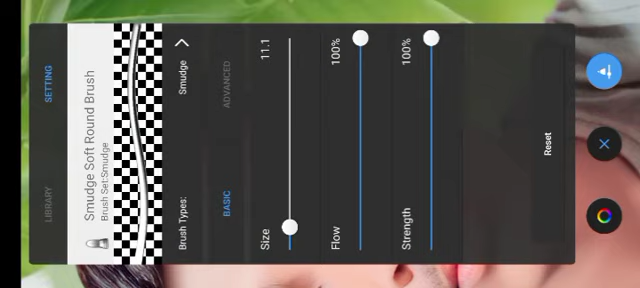 LIBRARY
SETTING
Smudge Soft Round Brush
Brush Set:Smudge
Brush Types:
Smudge
BASIC
ADVANCED
Size
11.1
Flow
100%
Strength
100%
Reset